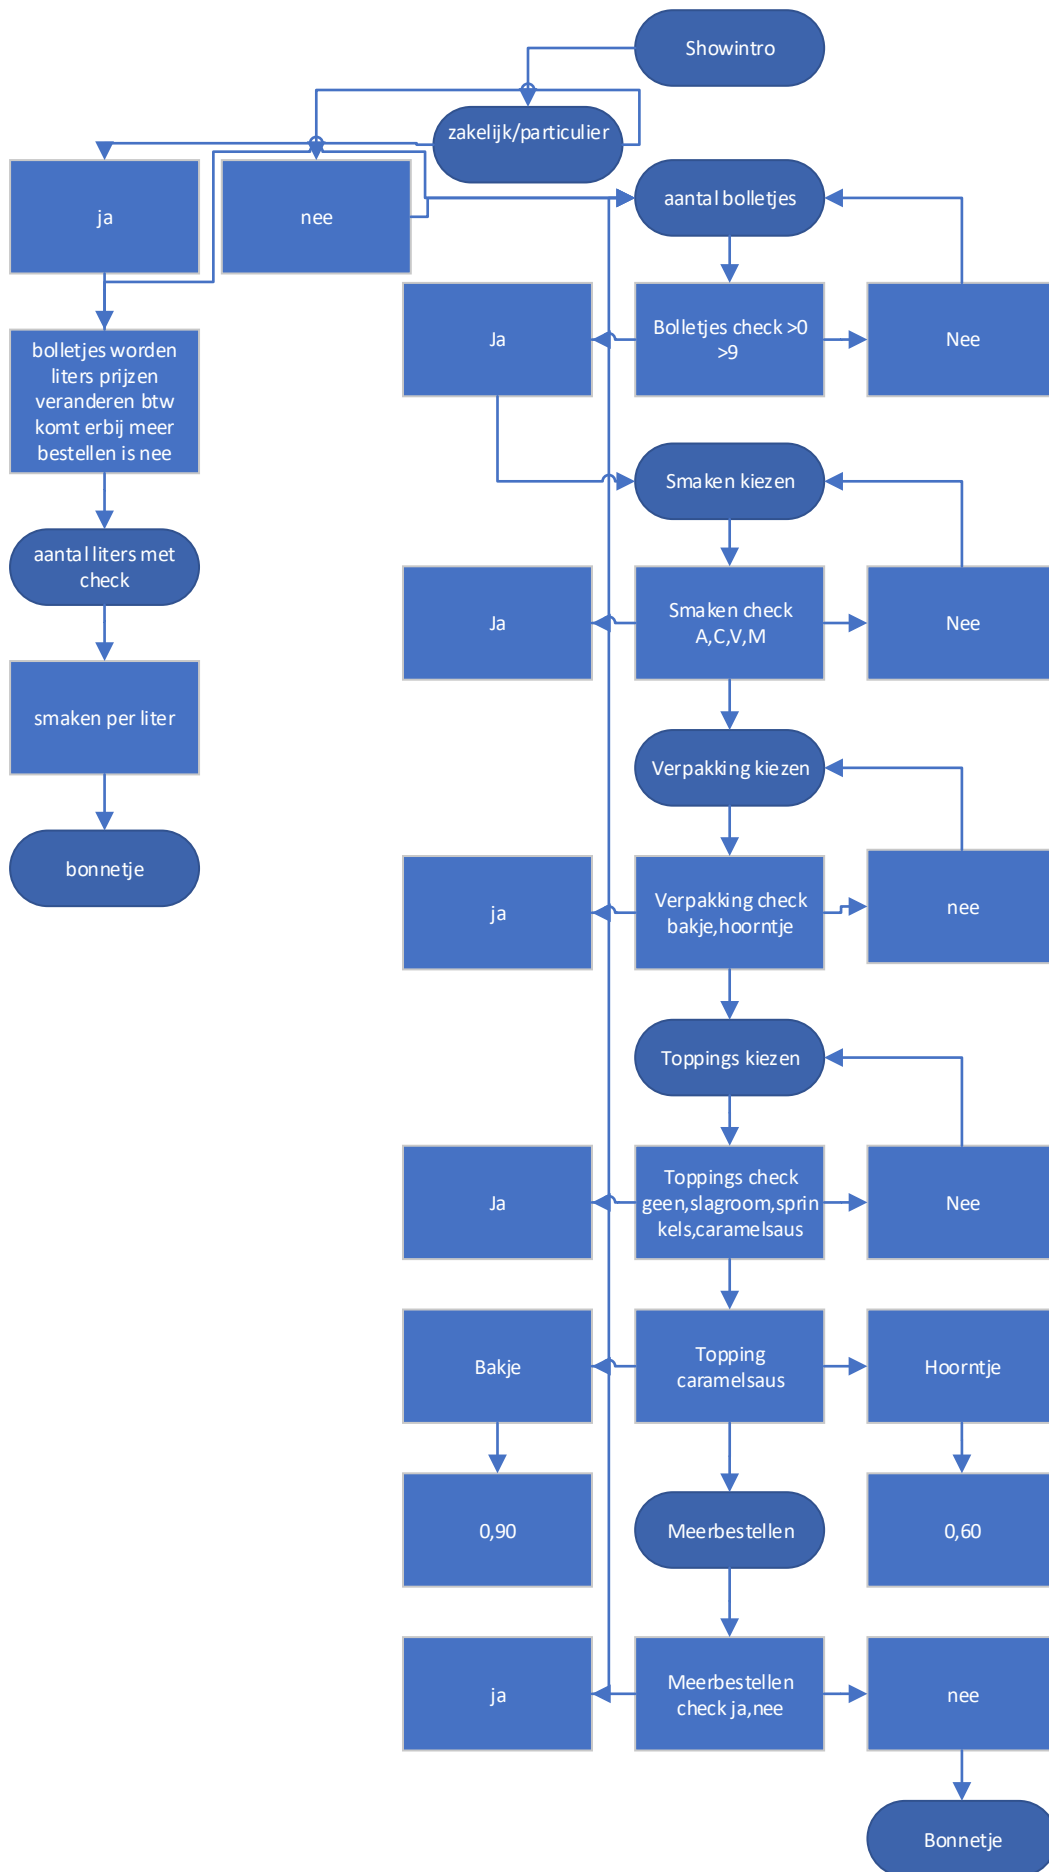 Showintro
zakelijk/particulier
ja
nee
aantal bolletjes
Ja
Bolletjes check >0
>9
Nee
bolletjes worden
liters prijzen
veranderen btw
komt erbij meer
bestellen is nee
Smaken kiezen
aantal liters met
check
Ja
Smaken check
A,C,V,M
Nee
smaken per liter
Verpakking kiezen
bonnetje
ja
Verpakking check
bakje,hoorntje
nee
Toppings kiezen
Ja
Toppings check
geen,slagroom,sprin
kels,caramelsaus
Nee
Bakje
Topping
caramelsaus
Hoorntje
0,90
Meerbestellen
0,60
ja
Meerbestellen
check ja,nee
nee
Bonnetje